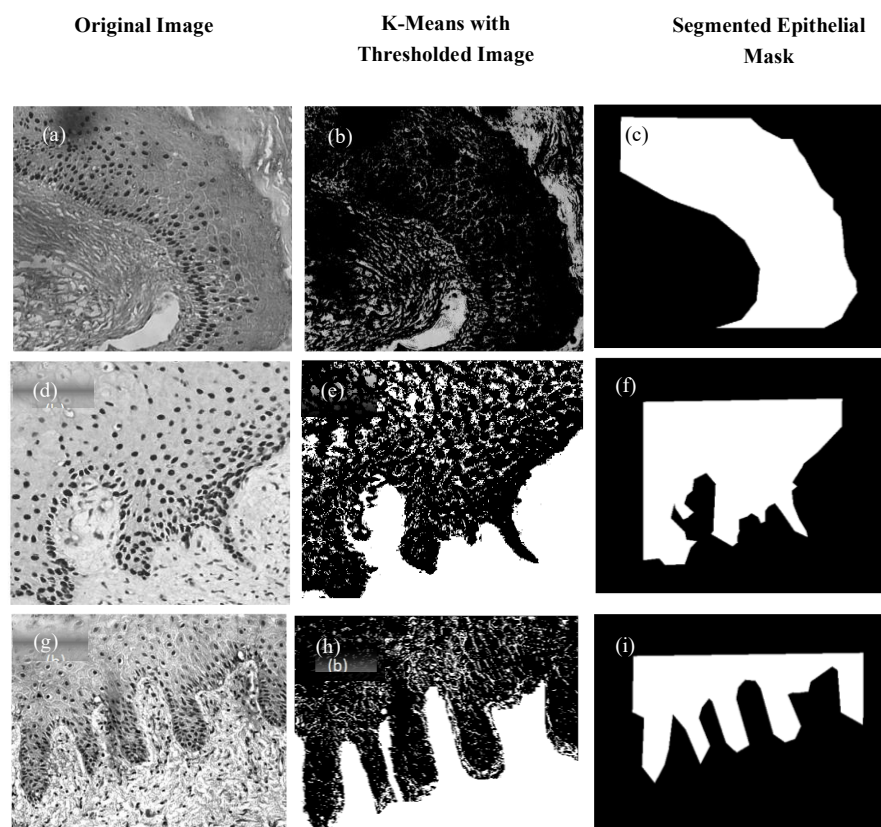 Original Image
K-Means with
Thresholded Image
Segmented Epithelial
Mask
(a)
(b)
(c)
(d)
(e)
(f)
(g)
(h)
(b)
(i)